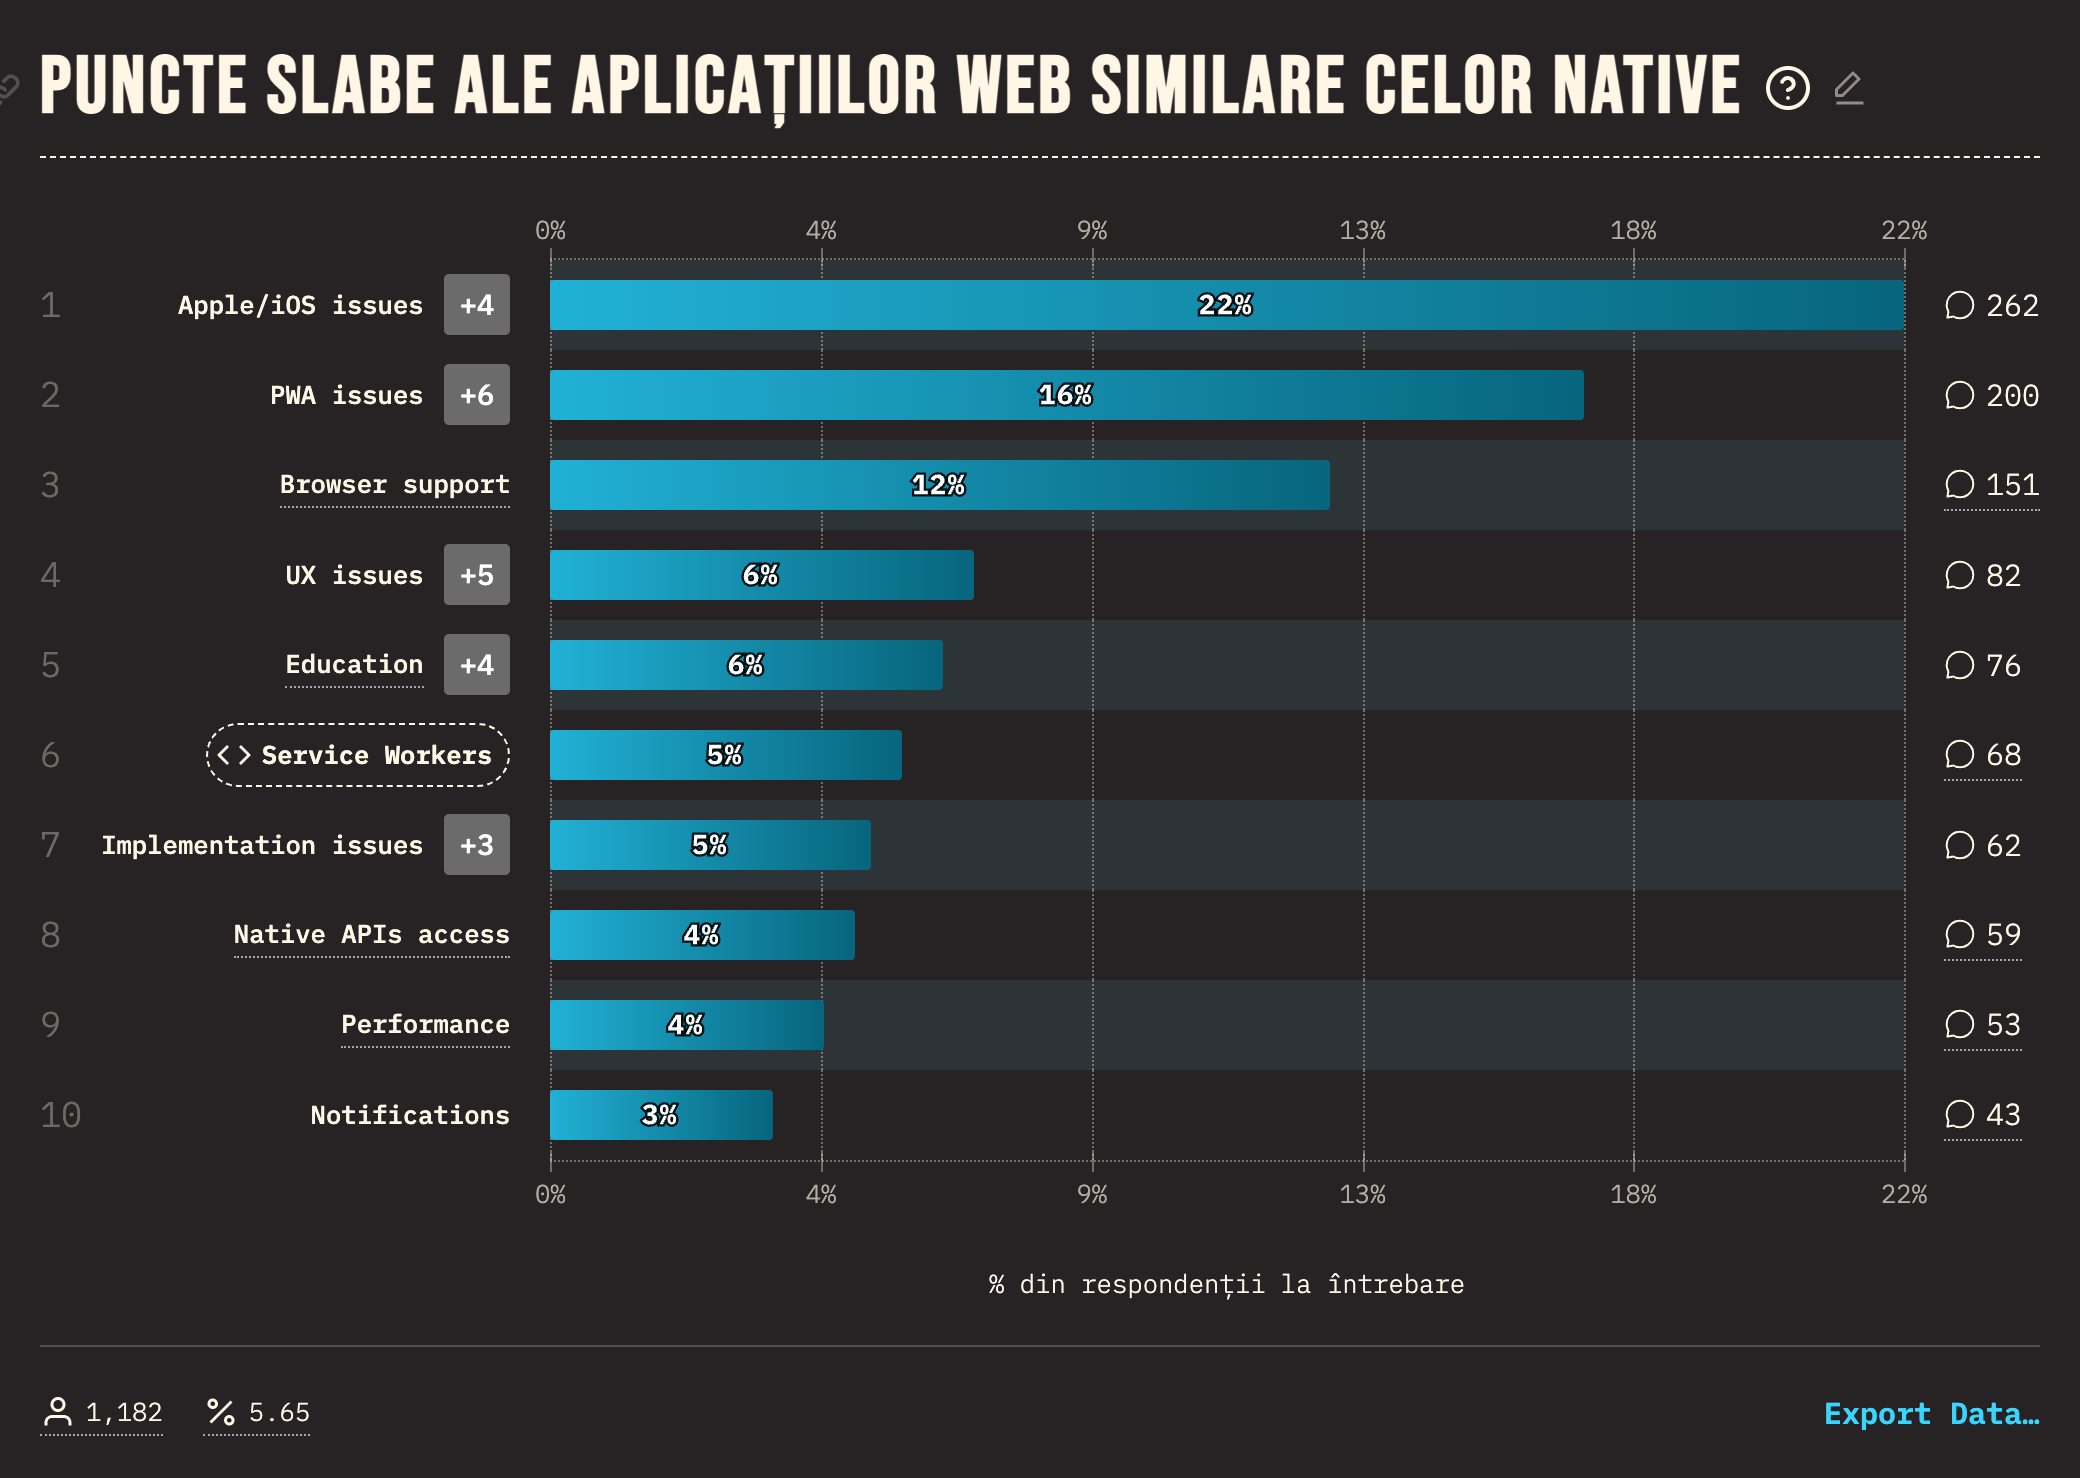 PUNCTE SLABE ALE APLICAȚIILOR WEB SIMILARE CELOR NATIVE
0% 4% 9% 13% 18% 22%
1 Apple/iOS issues +4 22% 262
2 PWA issues +6 16% 200
3 Browser support 12% 151
4 UX issues +5 6% 82
5 Education +4 6% 76
6 <> Service Workers 5% 68
7 Implementation issues +3 5% 62
8 Native APIs access 4% 59
9 Performance 4% 53
10 Notifications 3% 43
0% 4% 9% 13% 18% 22%
% din respondenții la întrebare
1,182 % 5.65 Export Data…